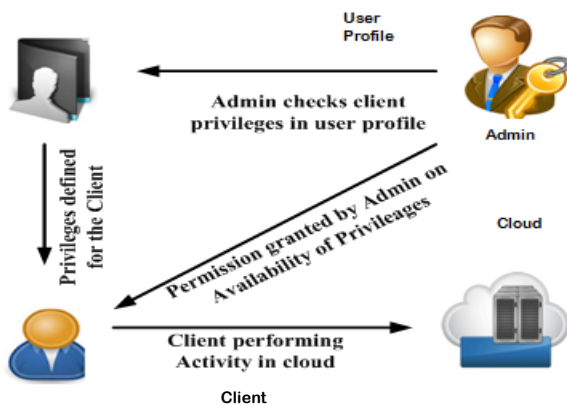 User
Profile
Admin checks client
privileges in user profile
Admin
Privileges defined
for the Client
Permission granted by Admin on
Availability of Privileages
Cloud
Client performing
Activity in cloud
Client